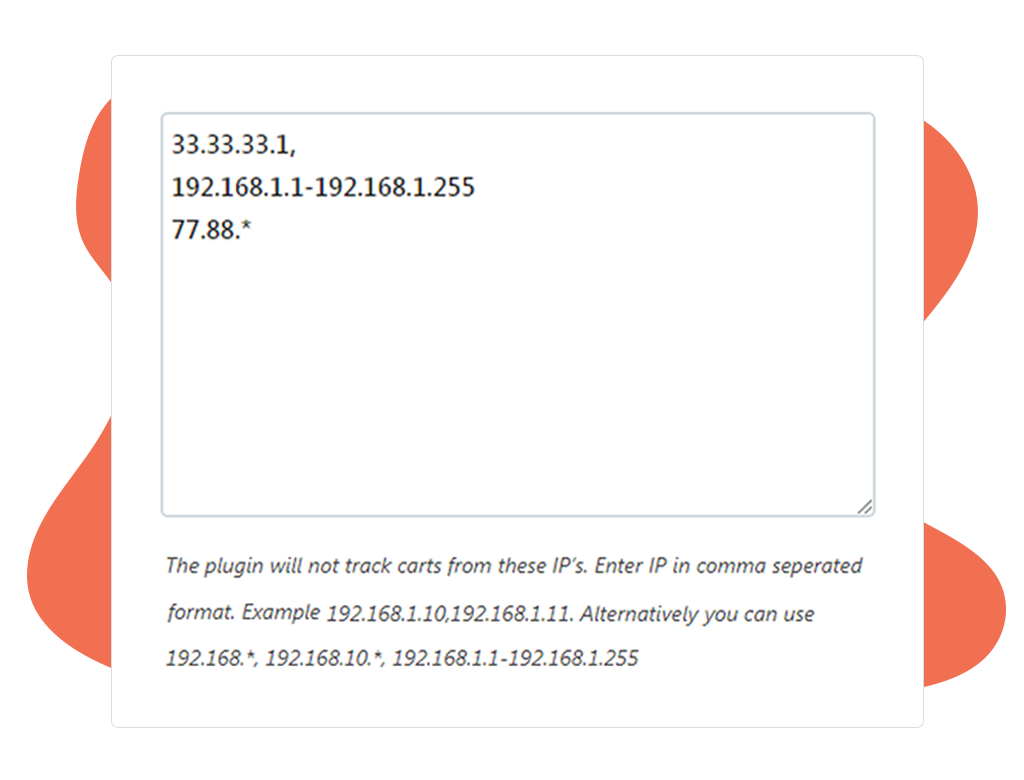 33.33.33.1,
192.168.1.1-192.168.1.255
77.88.*
The plugin will not track carts from these IP's. Enter IP in comma seperated
format. Example 192.168.1.10,192.168.1.11. Alternatively you can use
192.168.*, 192.168.10.*, 192.168.1.1-192.168.1.255